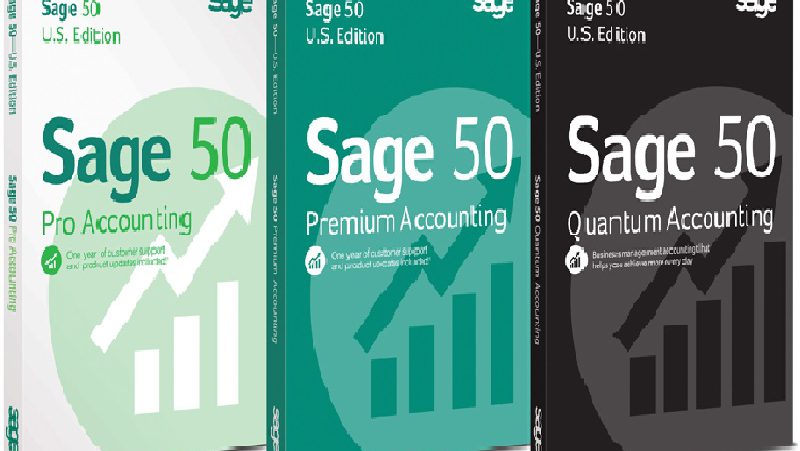 Sage 50
U.S. Edition
sage
Sage 50
Pro Accounting
One year of customer support
and product updates included*
Sage 50—U.S. Edition
Sage 50 Pro Accounting
sage
Sage 50
U.S. Edition
sage
Sage 50
Premium Accounting
One year of customer support
and product updates included*
Sage 50—U.S. Edition
Sage 50 Premium Accounting
sage
Sage 50
U.S. Edition
sage
Sage 50
Quantum Accounting
Business management accounting that
helps you achieve more every day
Sage 50—U.S. Edition
Sage 50 Quantum Accounting
sage